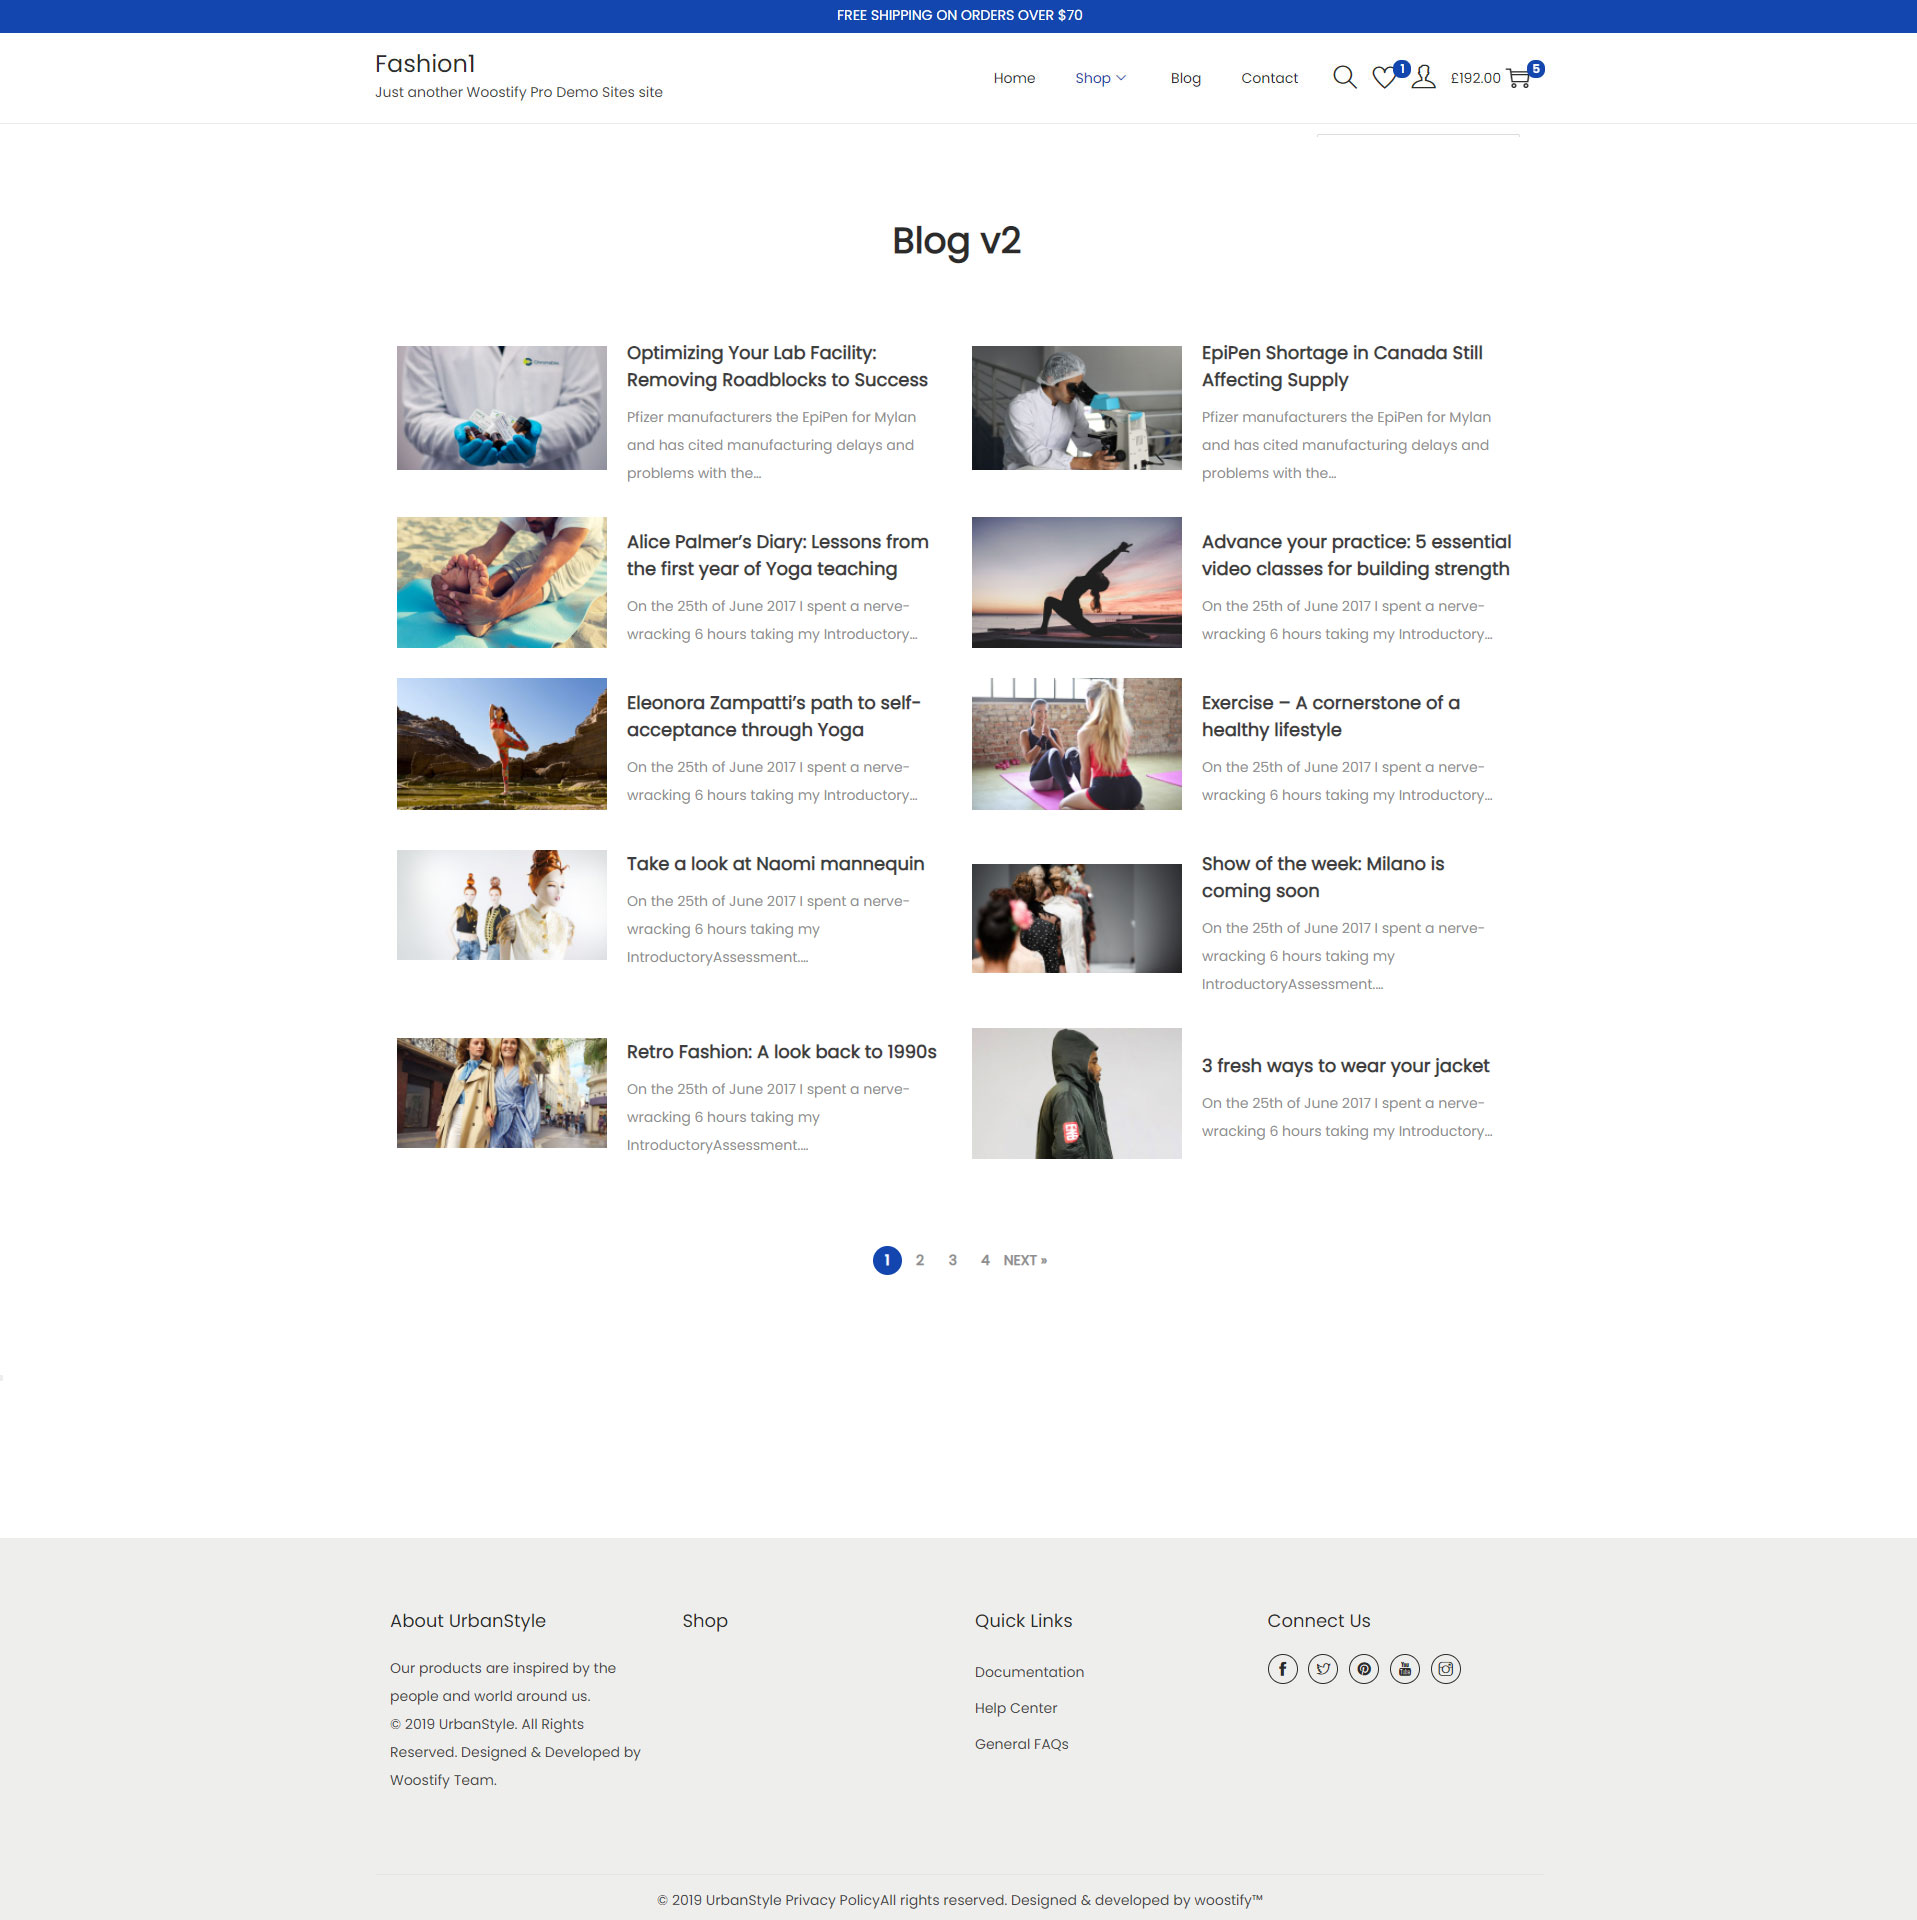 FREE SHIPPING ON ORDERS OVER $70
Fashion1
Just another Woostify Pro Demo Sites site
Home
Shop
Blog
Contact
1
£192.00
5
Blog v2
Optimizing Your Lab Facility:
Removing Roadblocks to Success
Pfizer manufacturers the EpiPen for Mylan
and has cited manufacturing delays and
problems with the...
EpiPen Shortage in Canada Still
Affecting Supply
Pfizer manufacturers the EpiPen for Mylan
and has cited manufacturing delays and
problems with the...
Alice Palmer’s Diary: Lessons from
the first year of Yoga teaching
On the 25th of June 2017 I spent a nerve-
wracking 6 hours taking my Introductory...
Advance your practice: 5 essential
video classes for building strength
On the 25th of June 2017 I spent a nerve-
wracking 6 hours taking my Introductory...
Eleonora Zampatti’s path to self-
acceptance through Yoga
On the 25th of June 2017 I spent a nerve-
wracking 6 hours taking my Introductory...
Exercise – A cornerstone of a
healthy lifestyle
On the 25th of June 2017 I spent a nerve-
wracking 6 hours taking my Introductory...
Take a look at Naomi mannequin
On the 25th of June 2017 I spent a nerve-
wracking 6 hours taking my
IntroductoryAssessment....
Show of the week: Milano is
coming soon
On the 25th of June 2017 I spent a nerve-
wracking 6 hours taking my
IntroductoryAssessment....
Retro Fashion: A look back to 1990s
On the 25th of June 2017 I spent a nerve-
wracking 6 hours taking my
IntroductoryAssessment....
3 fresh ways to wear your jacket
On the 25th of June 2017 I spent a nerve-
wracking 6 hours taking my Introductory...
1 2 3 4 NEXT »
About UrbanStyle
Our products are inspired by the
people and world around us.
© 2019 UrbanStyle. All Rights
Reserved. Designed & Developed by
Woostify Team.
Shop
Quick Links
Documentation
Help Center
General FAQs
Connect Us
© 2019 UrbanStyle Privacy PolicyAll rights reserved. Designed & developed by woostify™